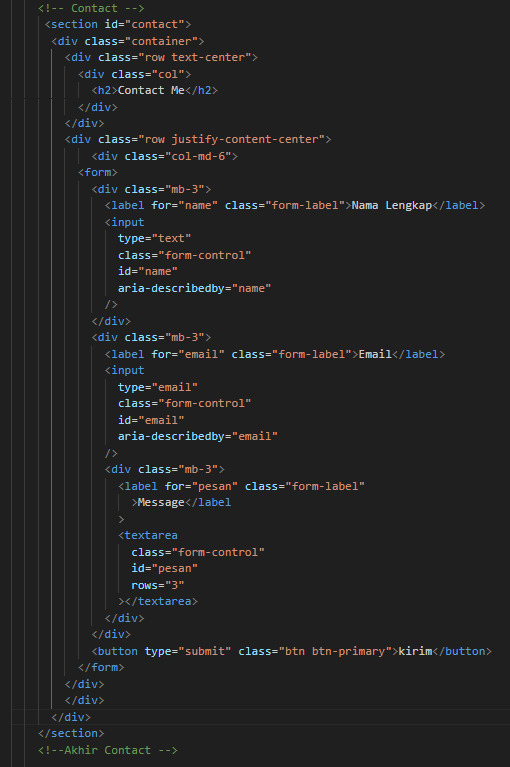 <!-- Contact -->
<section id="contact">
<div class="container">
<div class="row text-center">
<div class="col">
<h2>Contact Me</h2>
</div>
</div>
<div class="row justify-content-center">
<div class="col-md-6">
<form>
<div class="mb-3">
<label for="name" class="form-label">Nama Lengkap</label>
<input
type="text"
class="form-control"
id="name"
aria-describedby="name"
/>
</div>
<div class="mb-3">
<label for="email" class="form-label">Email</label>
<input
type="email"
class="form-control"
id="email"
aria-describedby="email"
/>
<div class="mb-3">
<label for="pesan" class="form-label"
>Message</label
>
<textarea
class="form-control"
id="pesan"
rows="3"
></textarea>
</div>
</div>
<button type="submit" class="btn btn-primary">kirim</button>
</form>
</div>
</div>
</div>
</section>
<!--Akhir Contact -->